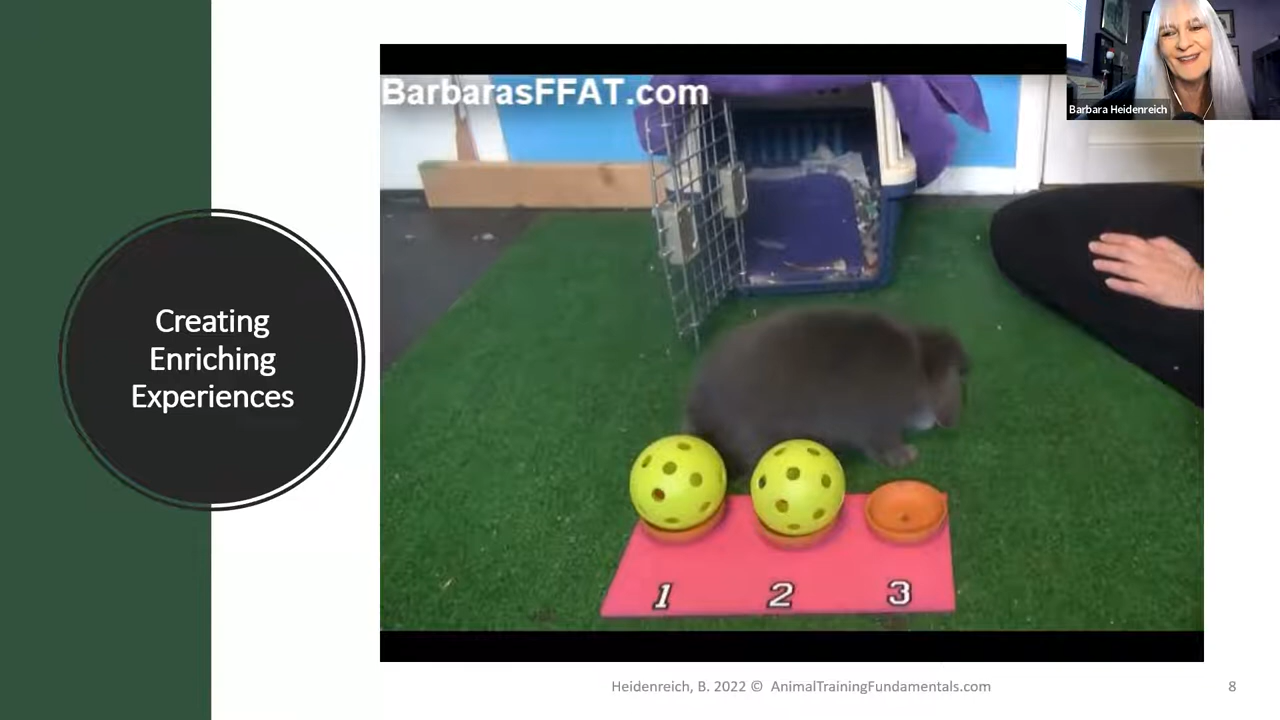 BarbarasFFAT.com
Barbara Heidenreich
Creating
Enriching
Experiences
1 2 3
Heidenreich, B. 2022 © AnimalTrainingFundamentals.com
8